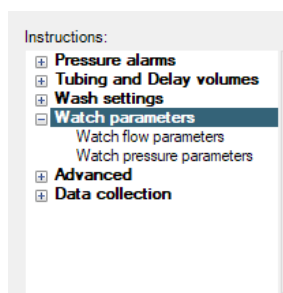 Instructions:
Pressure alarms
Tubing and Delay volumes
Wash settings
Watch parameters
Watch flow parameters
Watch pressure parameters
Advanced
Data collection